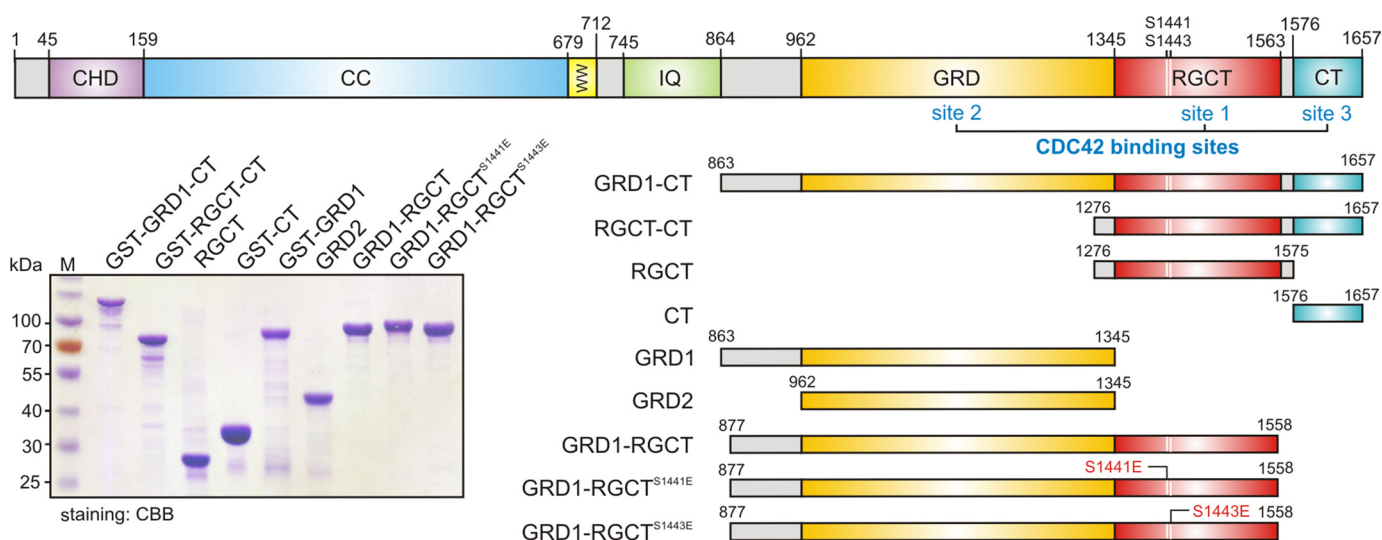 1 45 159 679 712 745 864 962 1345 S1441 S1443 1563 1576 1657
CHD CC WW IQ GRD RGCT CT
site 2 site 1 site 3
CDC42 binding sites
GST-GRD1-CT
GST-RGCT-CT
RGCT
GST-CT
GST-GRD1
GRD2
GRD1-RGCT
GRD1-RGCTS1441E
GRD1-RGCTS1443E
kDa M
100
70
55
40
30
25
staining: CBB
863 1657
GRD1-CT
1276 1657
RGCT-CT
1276 1575
RGCT
1576 1657
CT
863 1345
GRD1
962 1345
GRD2
877 1558
GRD1-RGCT
877 S1441E 1558
GRD1-RGCTS1441E
877 S1443E 1558
GRD1-RGCTS1443E